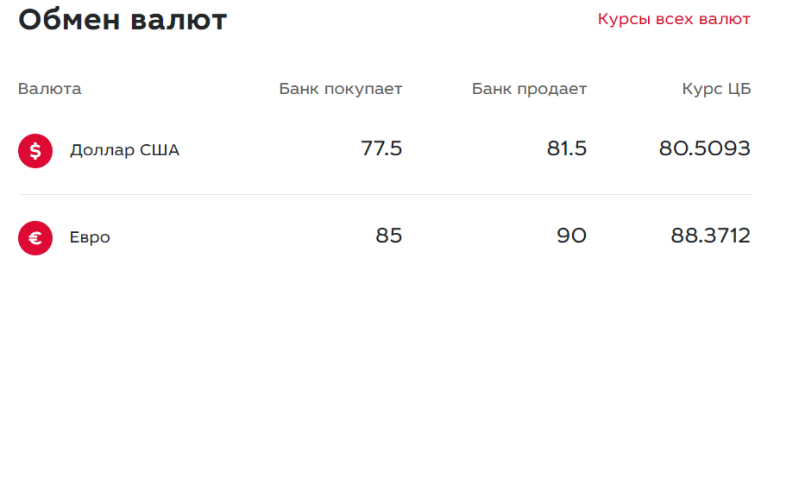 Обмен валют Курсы всех валют
Валюта Банк покупает Банк продает Курс ЦБ
$ Доллар США 77.5 81.5 80.5093
€ Евро 85 90 88.3712